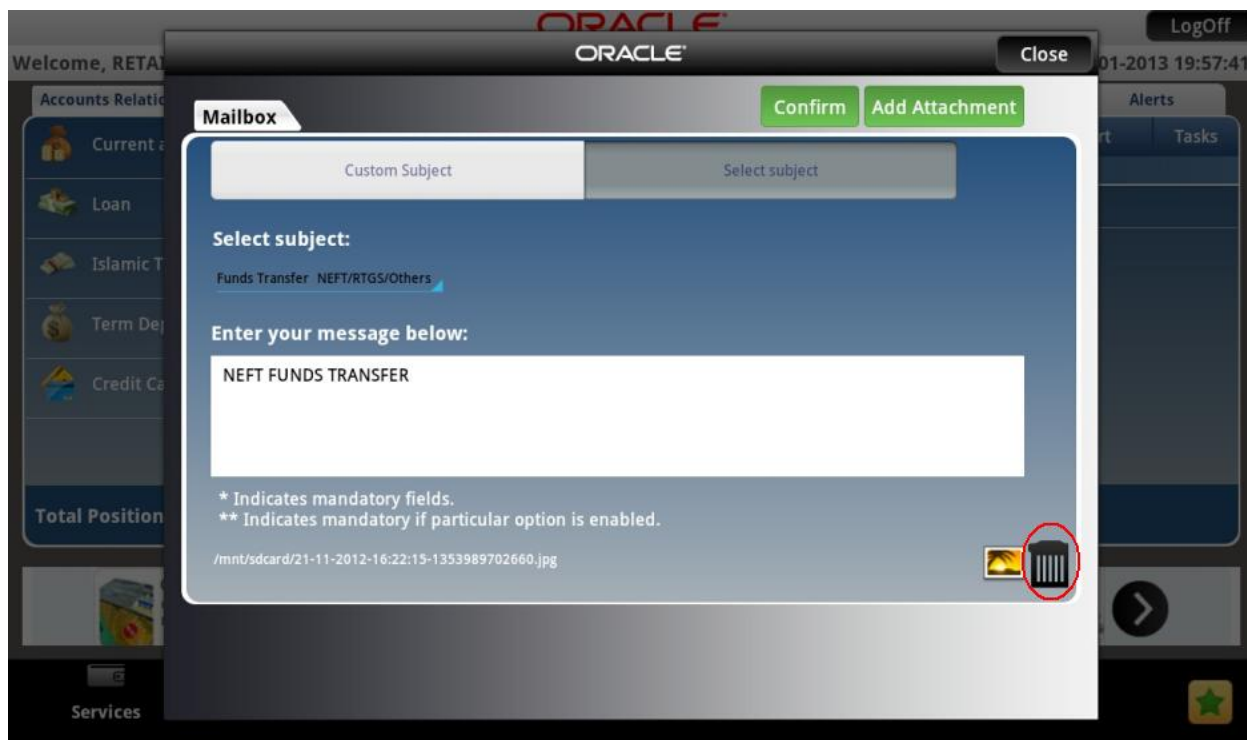 ORACLE
LogOff
Welcome, RETAI
01-2013 19:57:41
ORACLE
Close
Accounts Relatio
Alerts
Mailbox
Confirm
Add Attachment
Current a
rt
Tasks
Custom Subject
Select subject
Loan
Select subject:
Islamic T
Funds Transfer NEFT/RTGS/Others
Term Dep
Enter your message below:
NEFT FUNDS TRANSFER
Credit Ca
* Indicates mandatory fields.
** Indicates mandatory if particular option is enabled.
Total Position
/mnt/sdcard/21-11-2012-16:22:15-1353989702660.jpg
Services